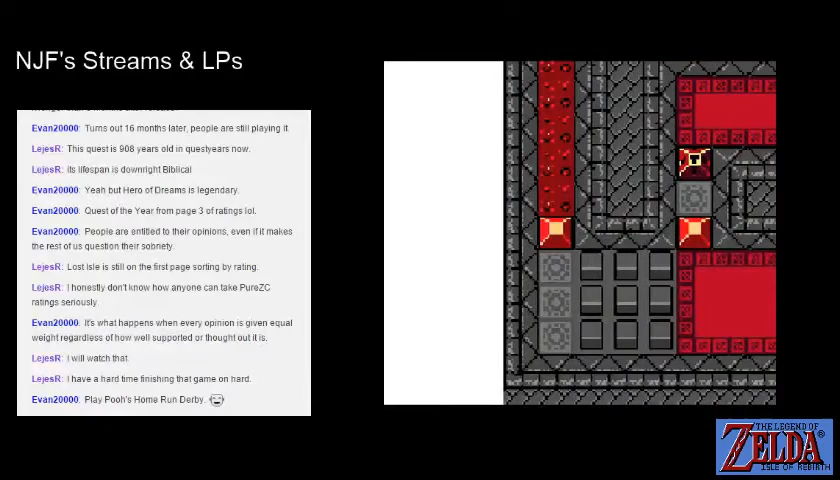 NJF's Streams & LPs
Evan20000: Turns out 16 months later, people are still playing it.
LejesR: This quest is 908 years old in questyears now.
LejesR: its lifespan is downright Biblical
Evan20000: Yeah but Hero of Dreams is legendary.
Evan20000: Quest of the Year from page 3 of ratings lol.
Evan20000: People are entitled to their opinions, even if it makes
the rest of us question their sobriety.
LejesR: Lost Isle is still on the first page sorting by rating.
LejesR: I honestly don't know how anyone can take PureZC
ratings seriously.
Evan20000: It's what happens when every opinion is given equal
weight regardless of how well supported or thought out it is.
LejesR: I will watch that.
LejesR: I have a hard time finishing that game on hard.
Evan20000: Play Pooh's Home Run Derby.
THE LEGEND OF
ZELDA®
ISLE OF REBIRTH